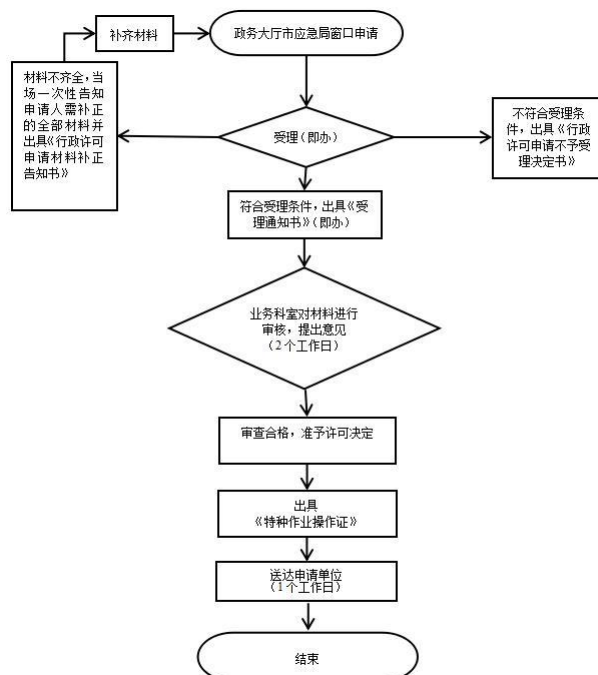 补齐材料
政务大厅市应急局窗口申请
材料不齐全，当
场一次性告知
申请人需补正
的全部材料并
出具《行政许可
申请材料补正
告知书》
受理（即办）
不符合受理条
件，出具《行政
许可申请不予受
理决定书》
符合受理条件，出具《受
理通知书》（即办）
业务科室对材料进行
审核，提出意见
（2 个工作日）
审查合格，准予许可决定
出具
《特种作业操作证》
送达申请单位
（1 个工作日）
结束